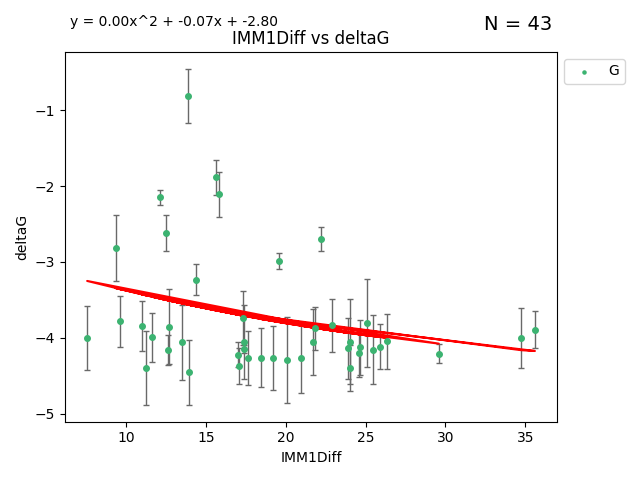 y = 0.00x^2 + -0.07x + -2.80
N = 43
IMM1Diff vs deltaG
G
−1
−2
−3
−4
−5
deltaG
10 15 20 25 30 35
IMM1Diff